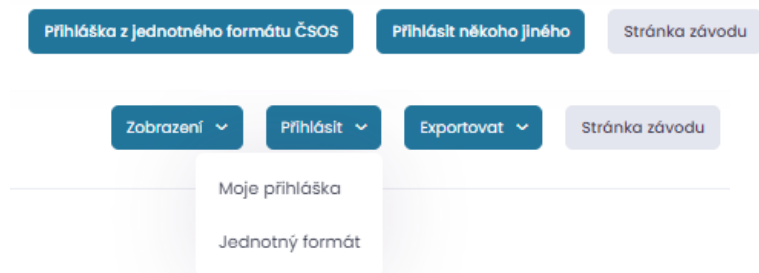 Přihláška z jednotného formátu ČSOS Přihlásit někoho jiného Stránka závodu
Zobrazení Přihlásit Exportovat Stránka závodu
Moje přihláška
Jednotný formát